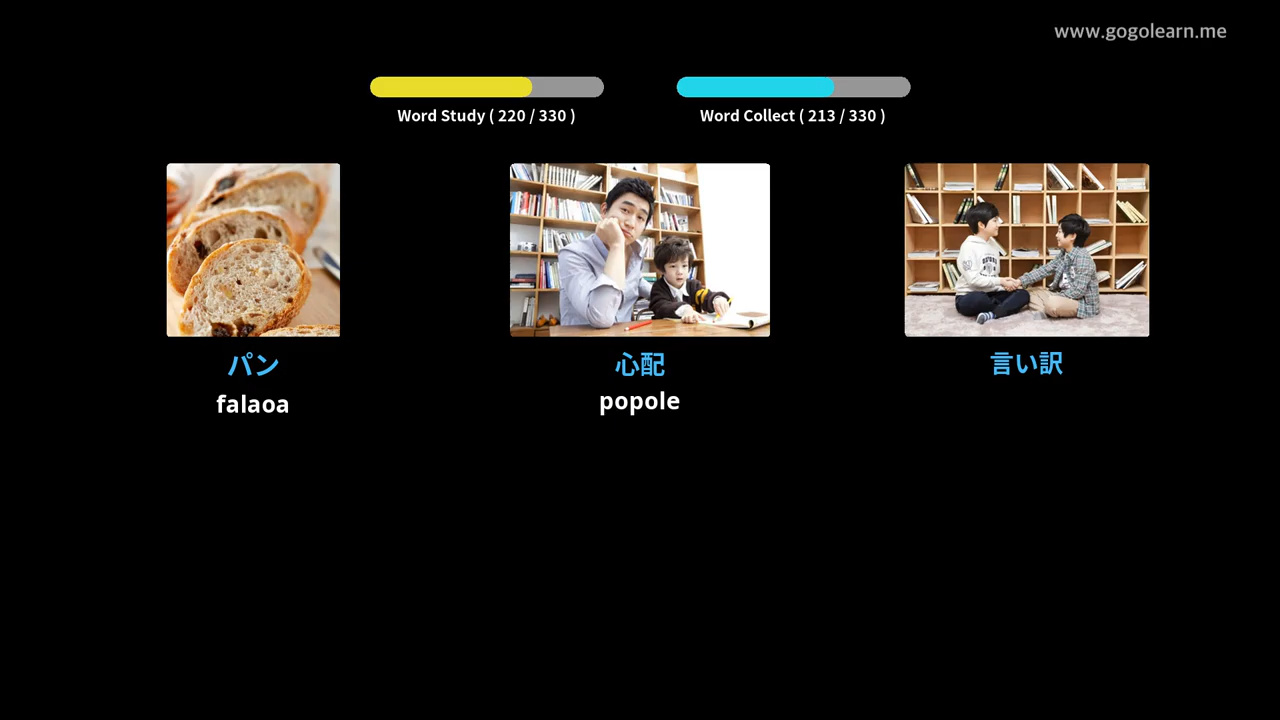 www.gogolearn.me
Word Study ( 220 / 330 )
Word Collect ( 213 / 330 )
パン
falaoa
心配
popole
言い訳